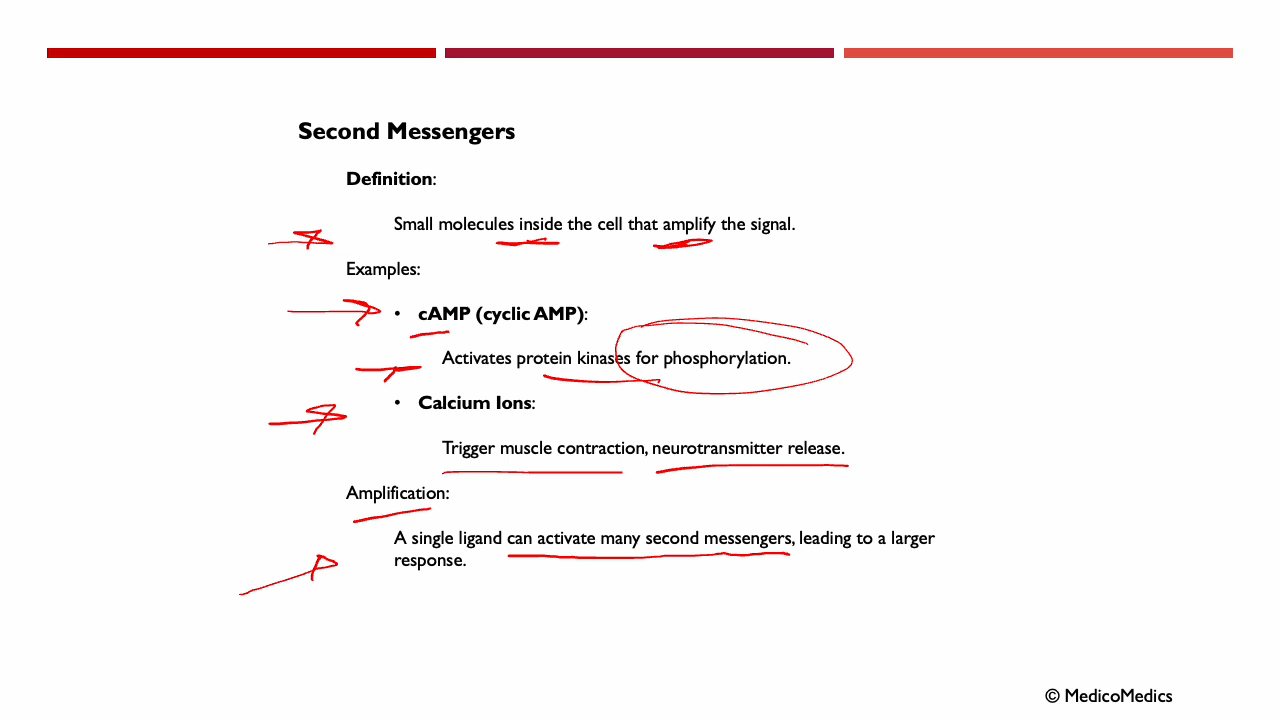 Second Messengers
Definition:
Small molecules inside the cell that amplify the signal.
Examples:
• cAMP (cyclic AMP):
Activates protein kinases for phosphorylation.
• Calcium Ions:
Trigger muscle contraction, neurotransmitter release.
Amplification:
A single ligand can activate many second messengers, leading to a larger
response.
© MedicoMedics